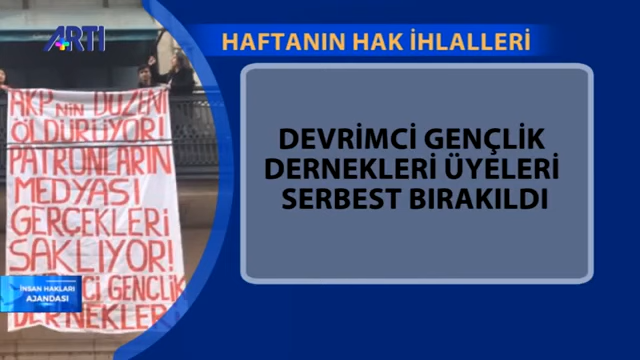 ARTI
HAFTANIN HAK İHLALLERİ
DEVRİMCİ GENÇLİK
DERNEKLERİ ÜYELERİ
SERBEST BIRAKILDI
AKP'NİN DÜZENİ
ÖLDÜRÜYOR!
PATRONLARIN
MEDYASI
GERÇEKLERİ
SAKLIYOR!
GENÇLİK
DERNEKLERİ
İNSAN HAKLARI
AJANDASI